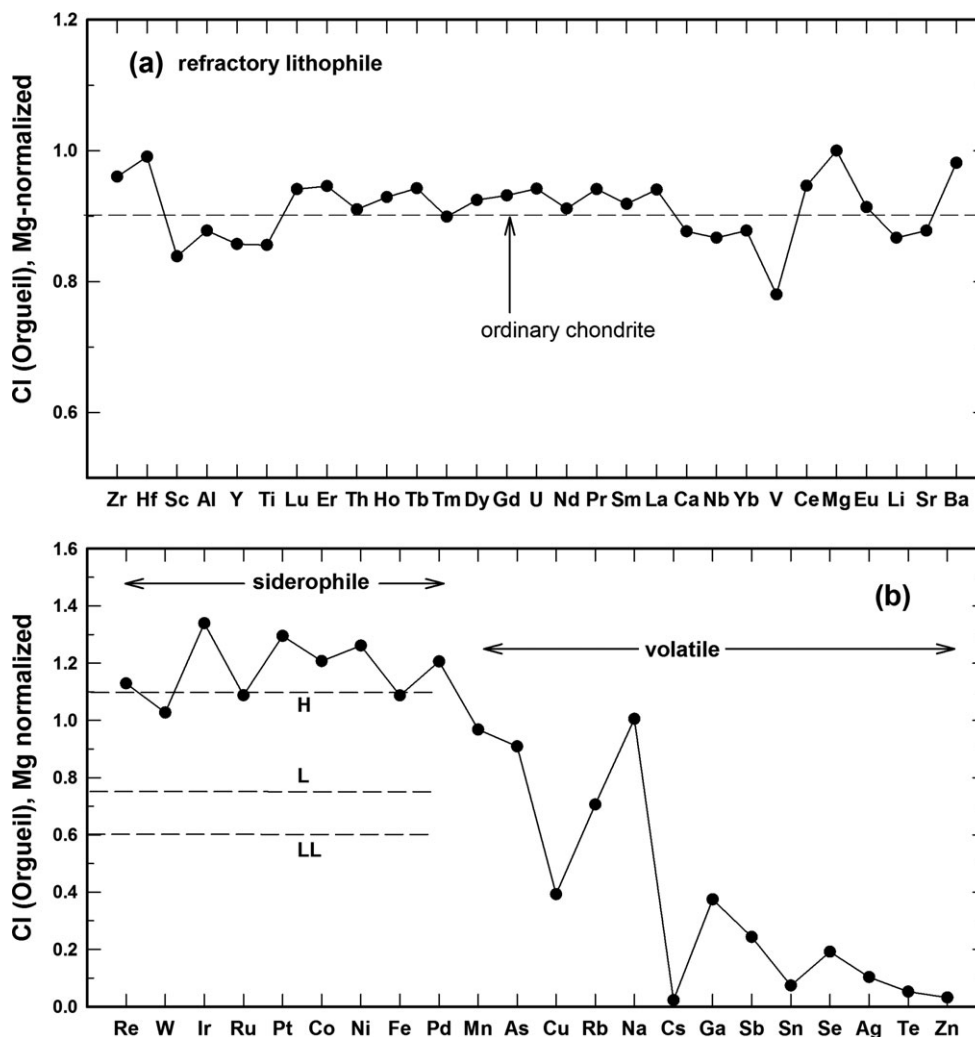 1.2
(a) refractory lithophile
1.0
0.8
ordinary chondrite
0.6
CI (Orgueil), Mg-normalized
Zr Hf Sc Al Y Ti Lu Er Th Ho Tb Tm Dy Gd U Nd Pr Sm La Ca Nb Yb V Ce Mg Eu Li Sr Ba
1.6
siderophile
(b)
1.4
volatile
1.2
H
1.0
L
0.8
0.6
LL
0.4
0.2
0.0
CI (Orgueil), Mg normalized
Re W Ir Ru Pt Co Ni Fe Pd Mn As Cu Rb Na Cs Ga Sb Sn Se Ag Te Zn